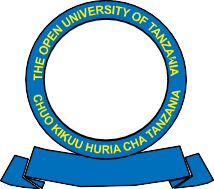 THE OPEN UNIVERSITY OF TANZANIA
CHUO KIKUU HURIA CHA TANZANIA